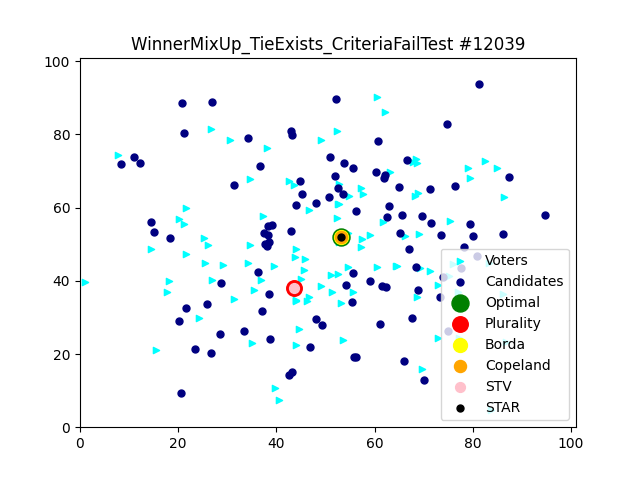 WinnerMixUp_TieExists_CriteriaFailTest #12039
100
80
60
40
20
0
0 20 40 60 80 100
Voters
Candidates
Optimal
Plurality
Borda
Copeland
STV
STAR